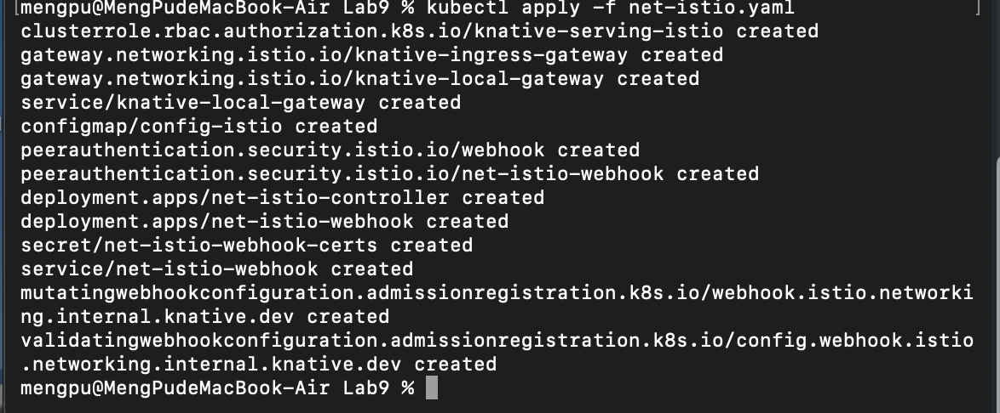 [mengpu@MengPudeMacBook-Air Lab9 % kubectl apply -f net-istio.yaml ]
clusterrole.rbac.authorization.k8s.io/knative-serving-istio created
gateway.networking.istio.io/knative-ingress-gateway created
gateway.networking.istio.io/knative-local-gateway created
service/knative-local-gateway created
configmap/config-istio created
peerauthentication.security.istio.io/webhook created
peerauthentication.security.istio.io/net-istio-webhook created
deployment.apps/net-istio-controller created
deployment.apps/net-istio-webhook created
secret/net-istio-webhook-certs created
service/net-istio-webhook created
mutatingwebhookconfiguration.admissionregistration.k8s.io/webhook.istio.networki
ng.internal.knative.dev created
validatingwebhookconfiguration.admissionregistration.k8s.io/config.webhook.istio
.networking.internal.knative.dev created
mengpu@MengPudeMacBook-Air Lab9 %